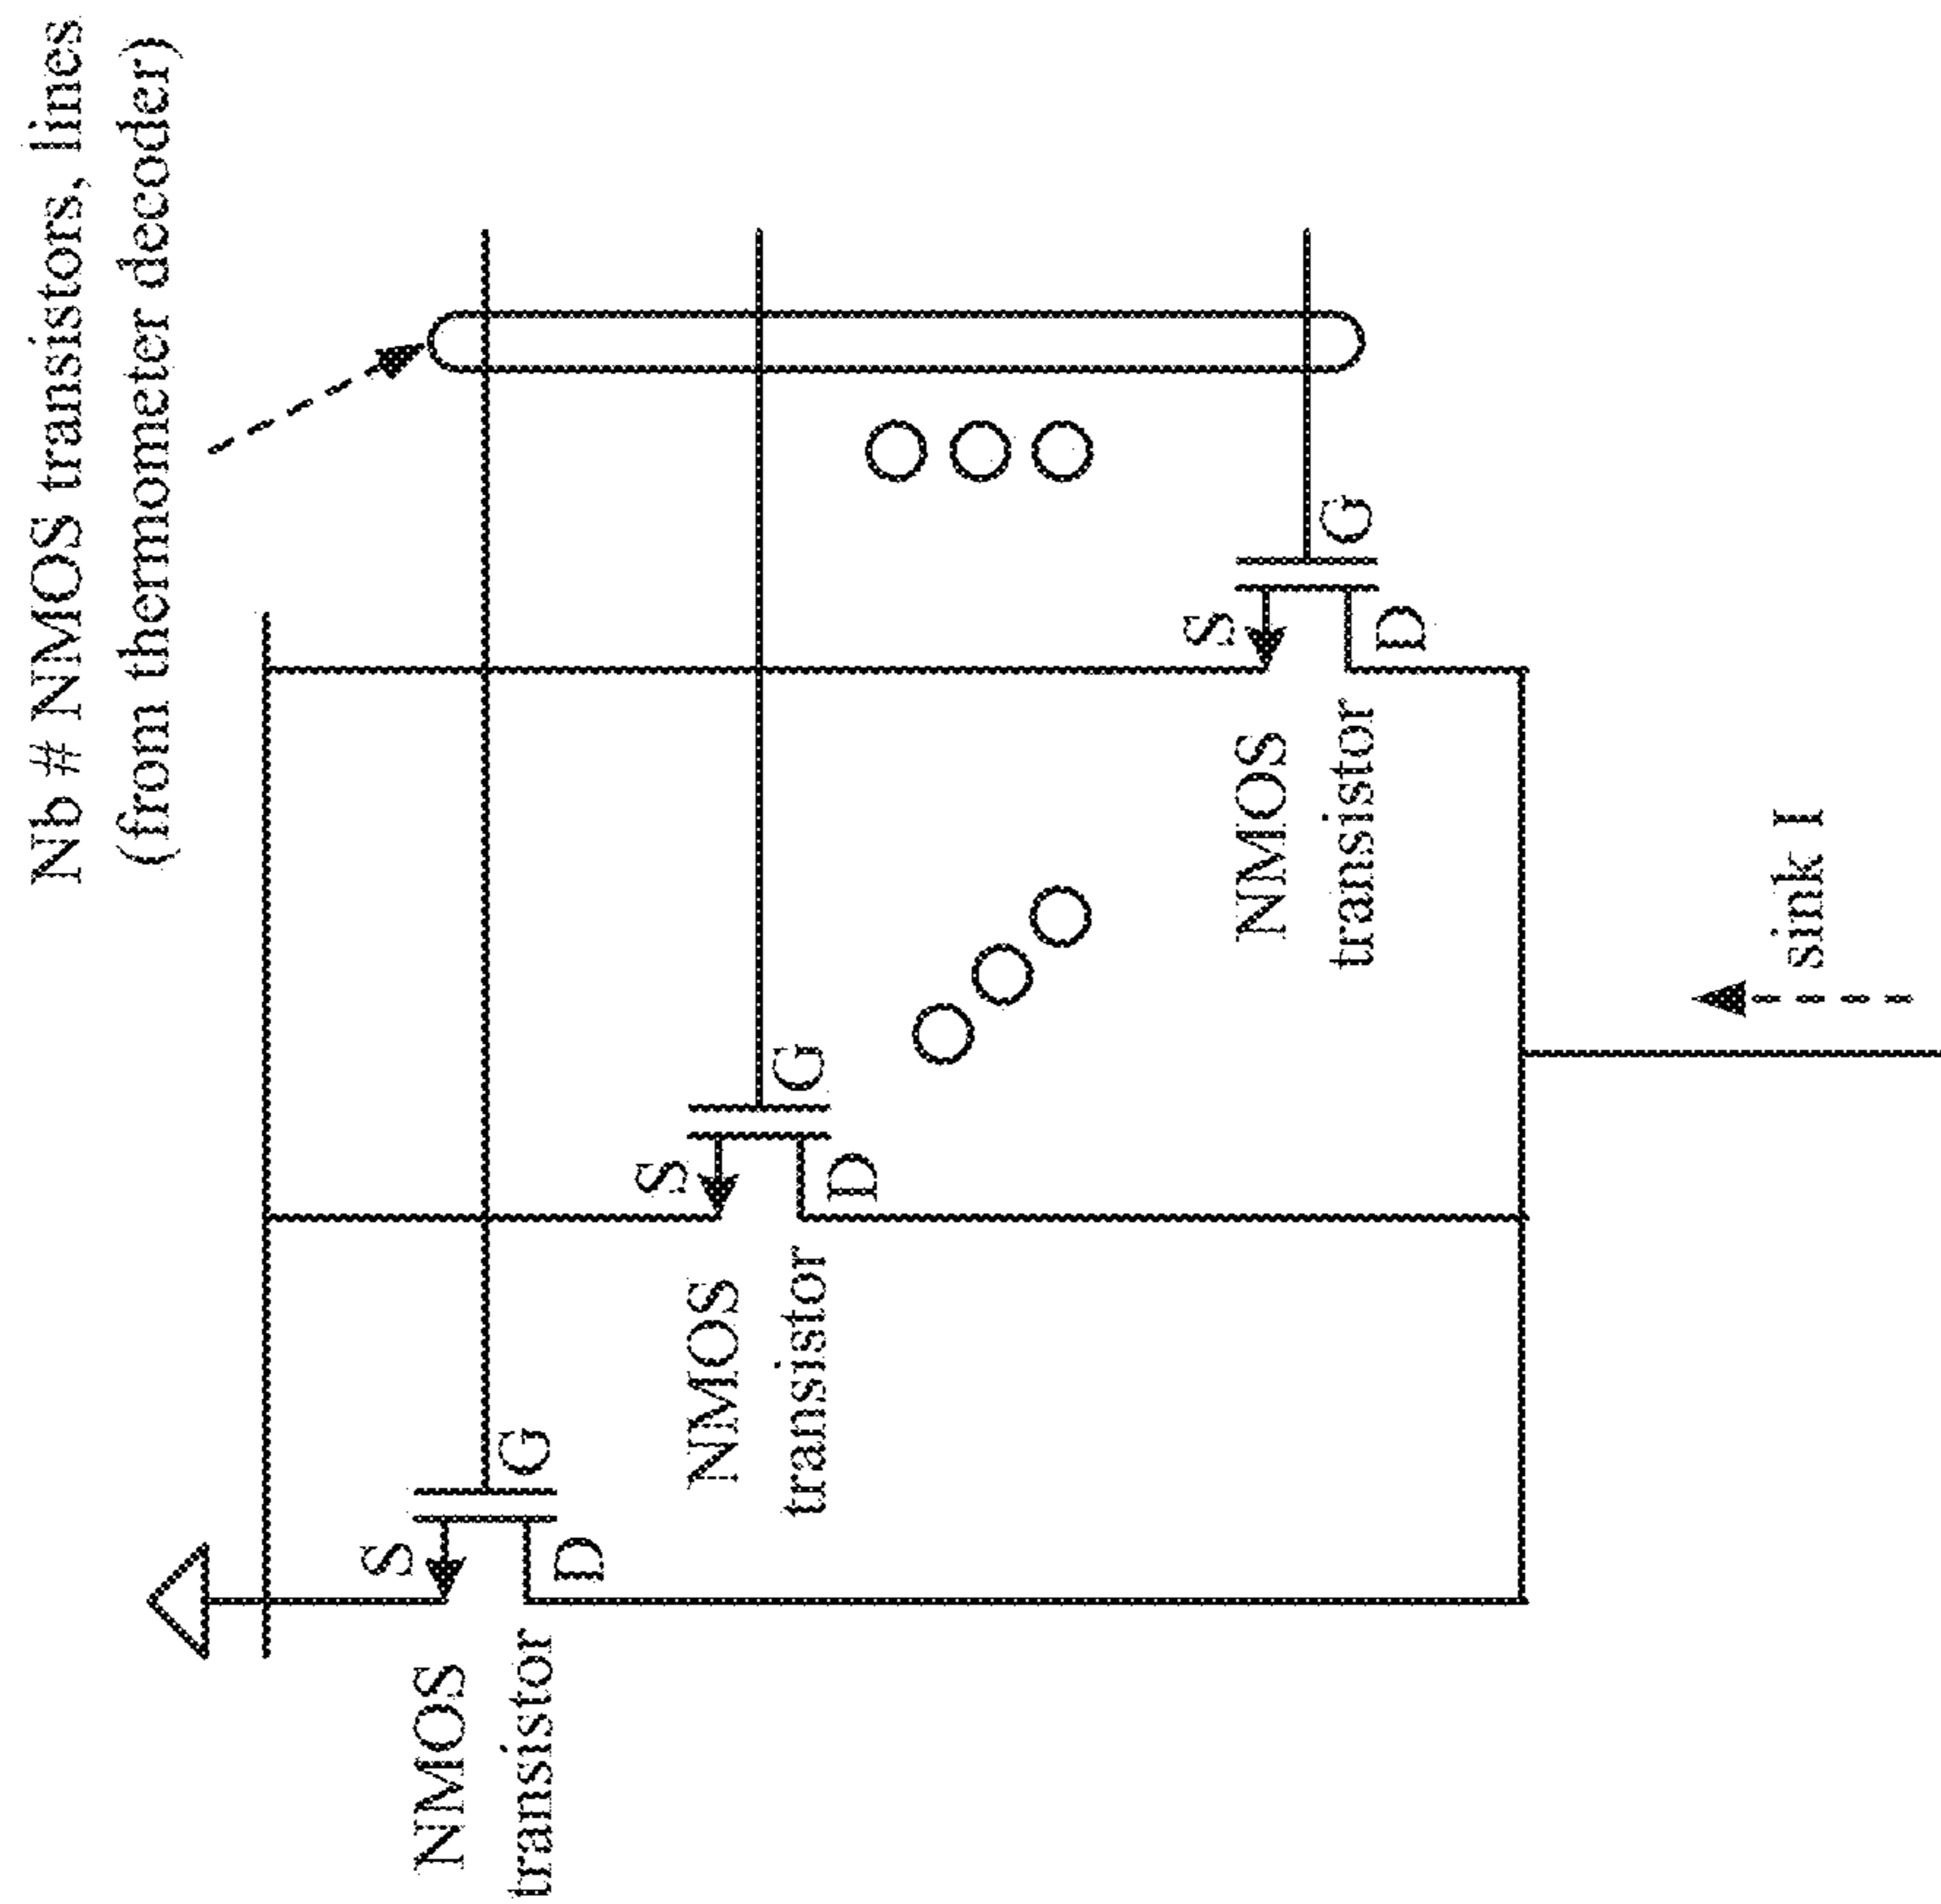 Nb # NMOS transistors, lines
(from thermometer decoder)
NMOS
transistor
S
D
G
NMOS
transistor
S
D
G
NMOS
transistor
S
D
G
sink I